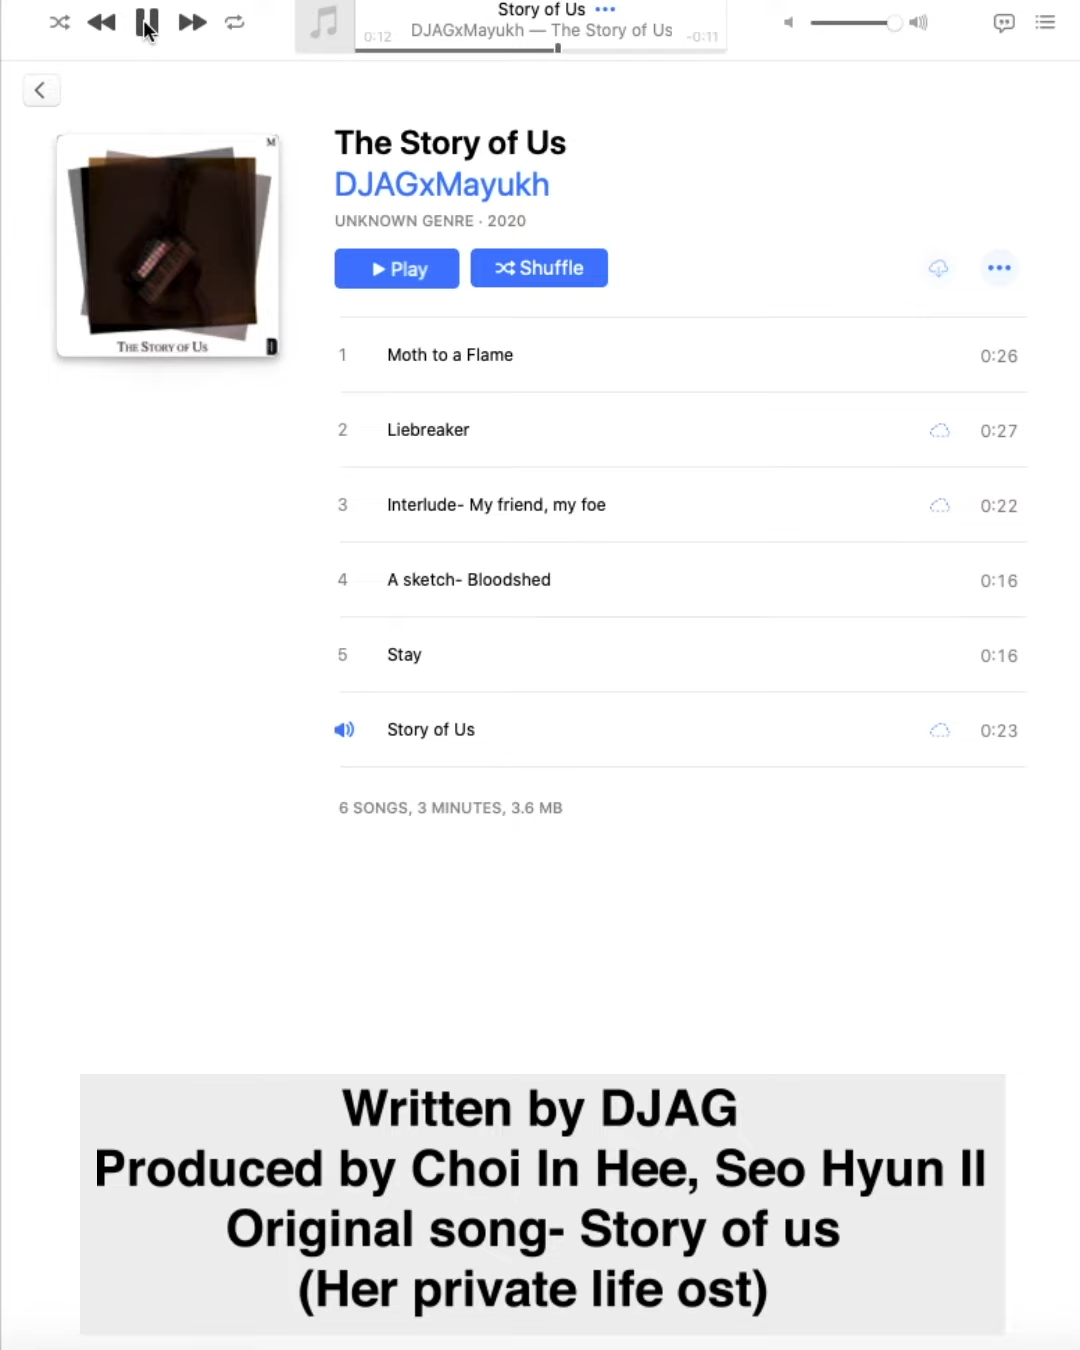 Story of Us •••
0:12 DJAGxMayukh — The Story of Us -0:11
M
The Story of Us
The Story of Us
DJAGxMayukh
UNKNOWN GENRE · 2020
Play Shuffle
1 Moth to a Flame 0:26
2 Liebreaker 0:27
3 Interlude- My friend, my foe 0:22
4 A sketch- Bloodshed 0:16
5 Stay 0:16
Story of Us 0:23
6 SONGS, 3 MINUTES, 3.6 MB
Written by DJAG
Produced by Choi In Hee, Seo Hyun Il
Original song- Story of us
(Her private life ost)